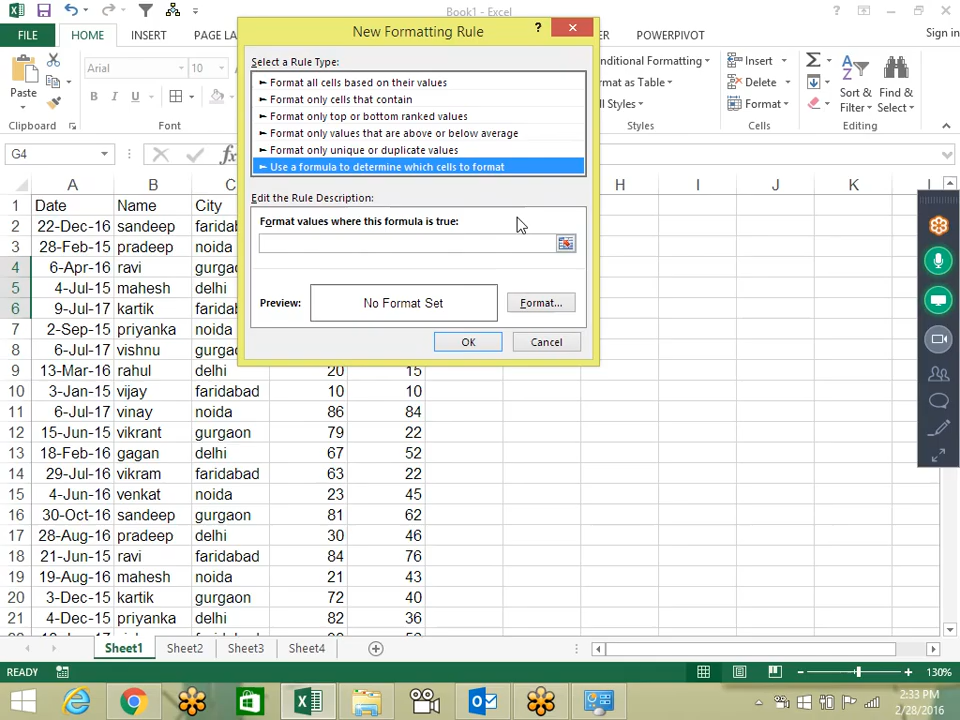 Book1 - Excel
Sign in
FILE HOME INSERT PAGE LA R POWERPIVOT
Paste
Arial 10
B I U
nditional Formatting
rmat as Table
ll Styles
Insert
Delete
Format
Sort &
Filter
Find &
Select
Clipboard Font Styles Cells Editing
G4
fx
New Formatting Rule
?
Select a Rule Type:
► Format all cells based on their values
► Format only cells that contain
► Format only top or bottom ranked values
► Format only values that are above or below average
► Format only unique or duplicate values
► Use a formula to determine which cells to format
Edit the Rule Description:
Format values where this formula is true:
Preview: No Format Set Format...
OK Cancel
A B C H I J K L
1 Date Name City
2 22-Dec-16 sandeep faridab
3 28-Feb-15 pradeep noida
4 6-Apr-16 ravi gurgao
5 4-Jul-15 mahesh delhi
6 9-Jul-17 kartik faridab
7 2-Sep-15 priyanka noida
8 6-Jul-17 vishnu gurgao
9 13-Mar-16 rahul delhi 20 15
10 3-Jan-15 vijay faridabad 10 10
11 6-Jul-17 vinay noida 86 84
12 15-Jun-15 vikrant gurgaon 79 22
13 18-Feb-16 gagan delhi 67 52
14 29-Jul-16 vikram faridabad 63 22
15 4-Jun-16 venkat noida 23 45
16 30-Oct-16 sandeep gurgaon 81 62
17 28-Aug-16 pradeep delhi 30 46
18 21-Jun-15 ravi faridabad 84 76
19 19-Aug-16 mahesh noida 21 43
20 3-Dec-15 kartik gurgaon 72 40
21 4-Dec-15 priyanka delhi 82 36
Sheet1 Sheet2 Sheet3 Sheet4
READY
130%
2:33 PM
2/28/2016